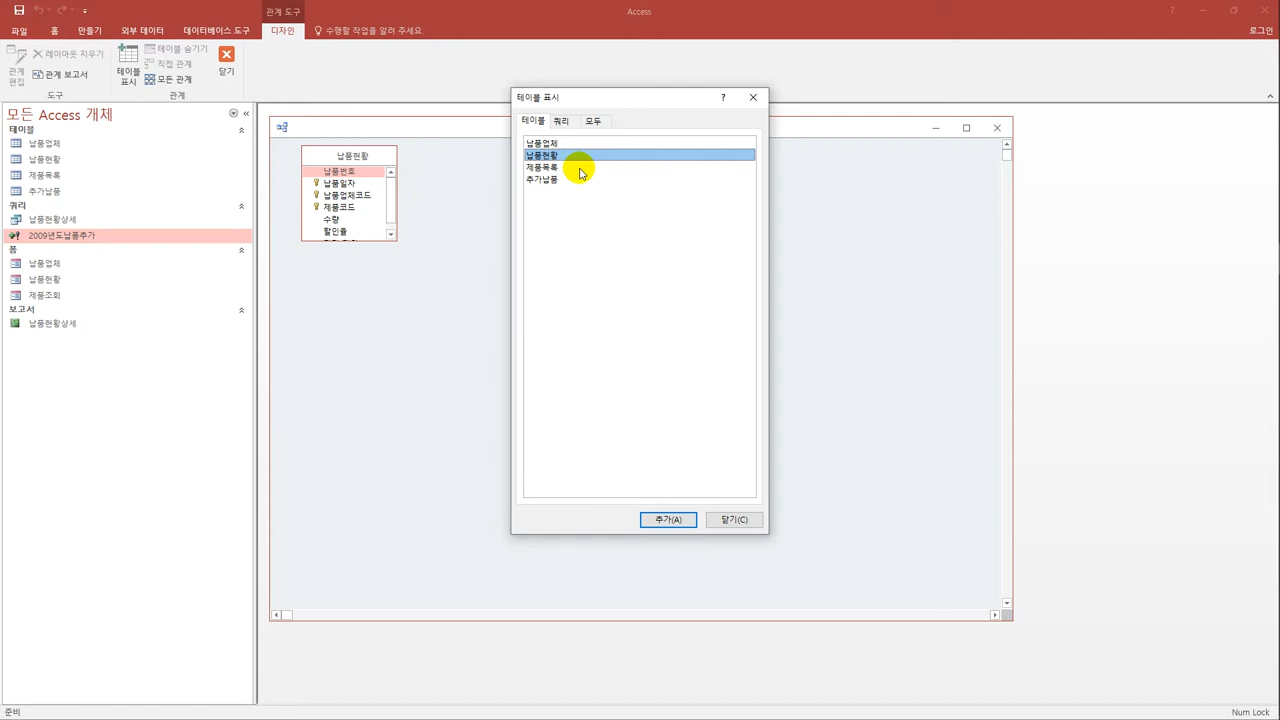 관계 도구
Access
파일
홈
만들기
외부 데이터
데이터베이스 도구
디자인
수행할 작업을 알려 주세요.
로그인
관계
편집
레이아웃 지우기
관계 보고서
도구
테이블
표시
테이블 숨기기
직접 관계
모든 관계
관계
닫기
모든 Access 개체
테이블
납품업체
납품현황
제품목록
추가납품
쿼리
납품현황상세
2009년도납품추가
폼
납품업체
납품현황
제품조회
보고서
납품현황상세
납품현황
납품번호
납품일자
납품업체코드
제품코드
수량
할인율
테이블 표시
?
테이블
쿼리
모두
납품업체
납품현황
제품목록
추가납품
추가(A)
닫기(C)
준비
Num Lock